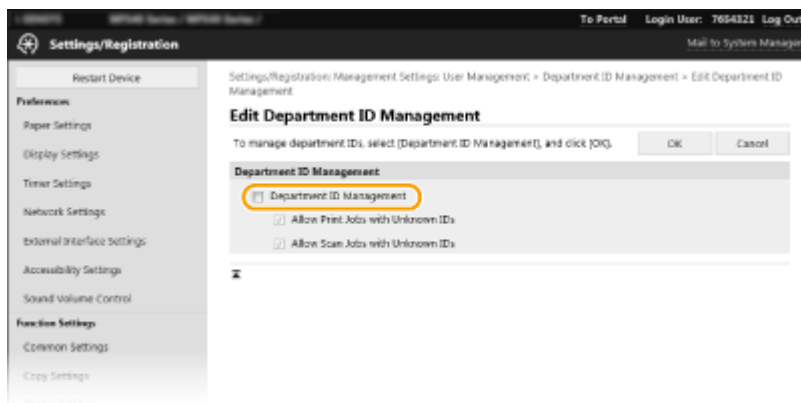 To Portal Login User: 7654321 Log Out
Settings/Registration
Mail to System Manager
Restart Device
Preferences
Paper Settings
Display Settings
Timer Settings
Network Settings
External Interface Settings
Accessibility Settings
Sound Volume Control
Function Settings
Common Settings
Copy Settings
Settings/Registration: Management Settings: User Management > Department ID Management > Edit Department ID
Management
Edit Department ID Management
To manage department IDs, select [Department ID Management], and click [OK].
OK
Cancel
Department ID Management
Department ID Management
Allow Print Jobs with Unknown IDs
Allow Scan Jobs with Unknown IDs